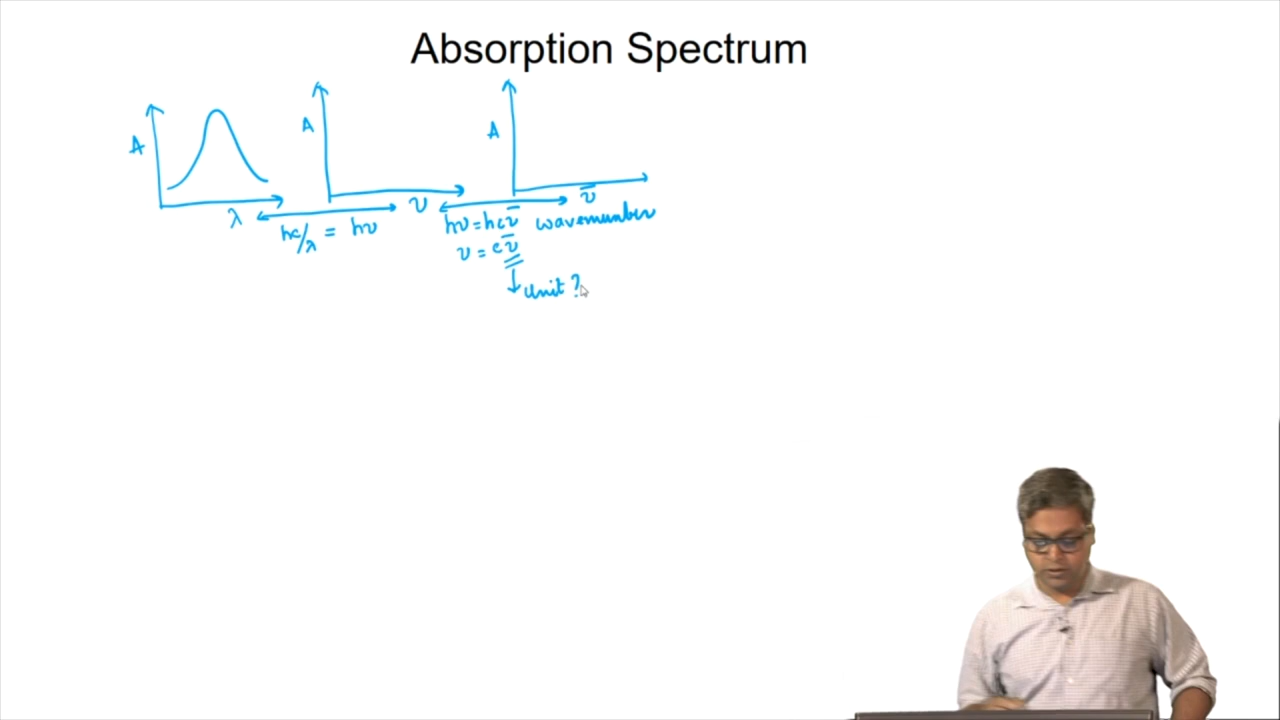 Absorption Spectrum
A
λ
A
ν
A
ν̄
wavenumber
hc/λ = hν
hν = hcν̄
ν = cν̄
Unit ?